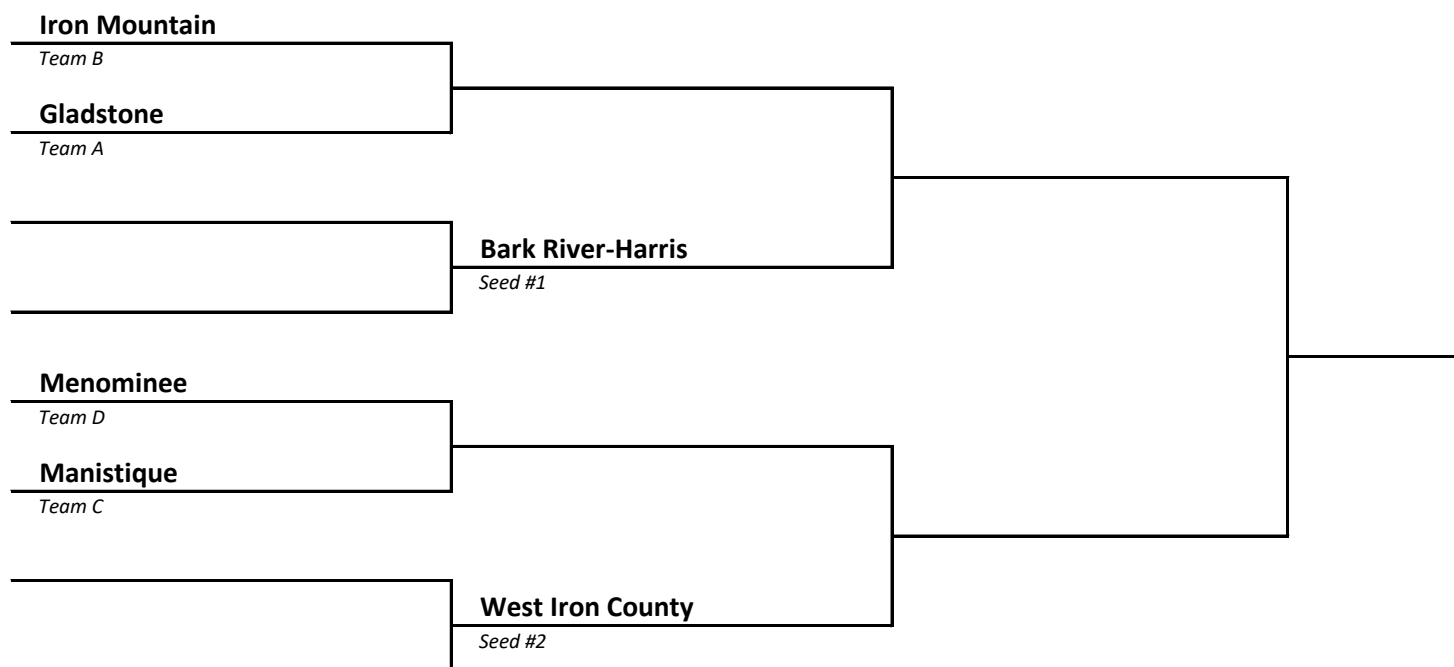 Iron Mountain
Team B
Gladstone
Team A
Bark River-Harris
Seed #1
Menominee
Team D
Manistique
Team C
West Iron County
Seed #2